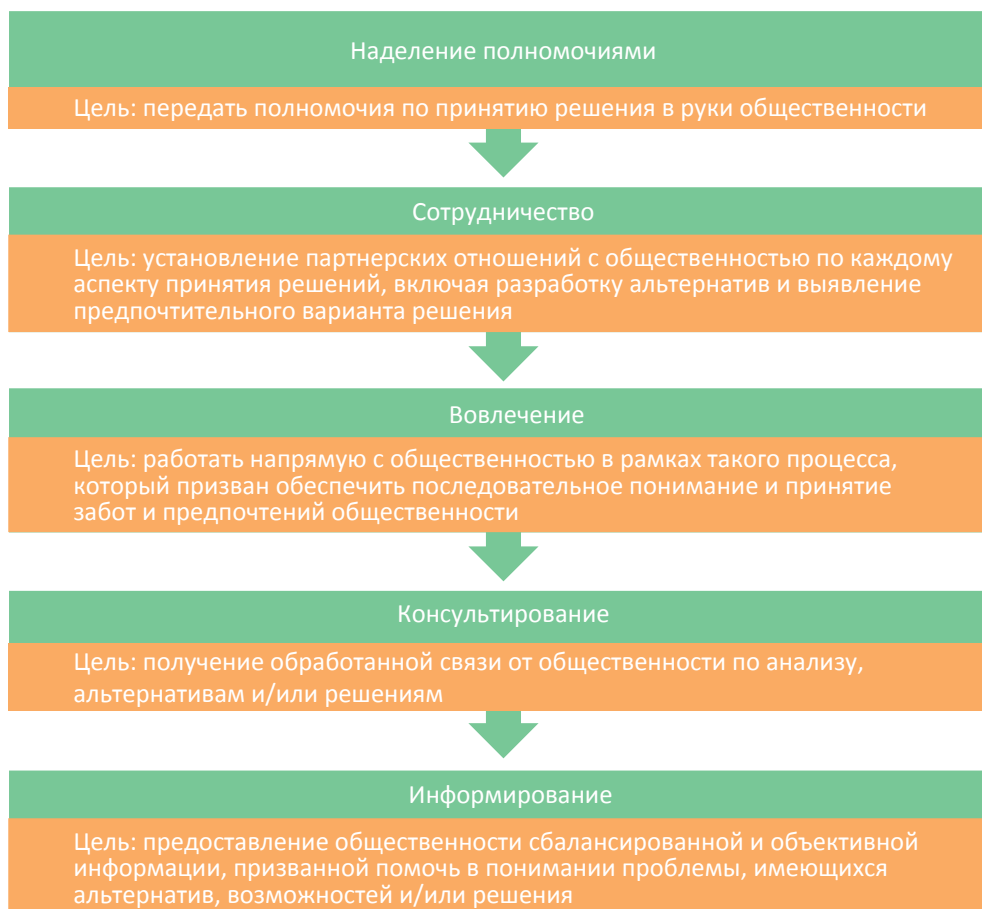 Наделение полномочиями
Цель: передать полномочия по принятию решения в руки общественности
Сотрудничество
Цель: установление партнерских отношений с общественностью по каждому
аспекту принятия решений, включая разработку альтернатив и выявление
предпочтительного варианта решения
Вовлечение
Цель: работать напрямую с общественностью в рамках такого процесса,
который призван обеспечить последовательное понимание и принятие
забот и предпочтений общественности
Консультирование
Цель: получение обработанной связи от общественности по анализу,
альтернативам и/или решениям
Информирование
Цель: предоставление общественности сбалансированной и объективной
информации, призванной помочь в понимании проблемы, имеющихся
альтернатив, возможностей и/или решения